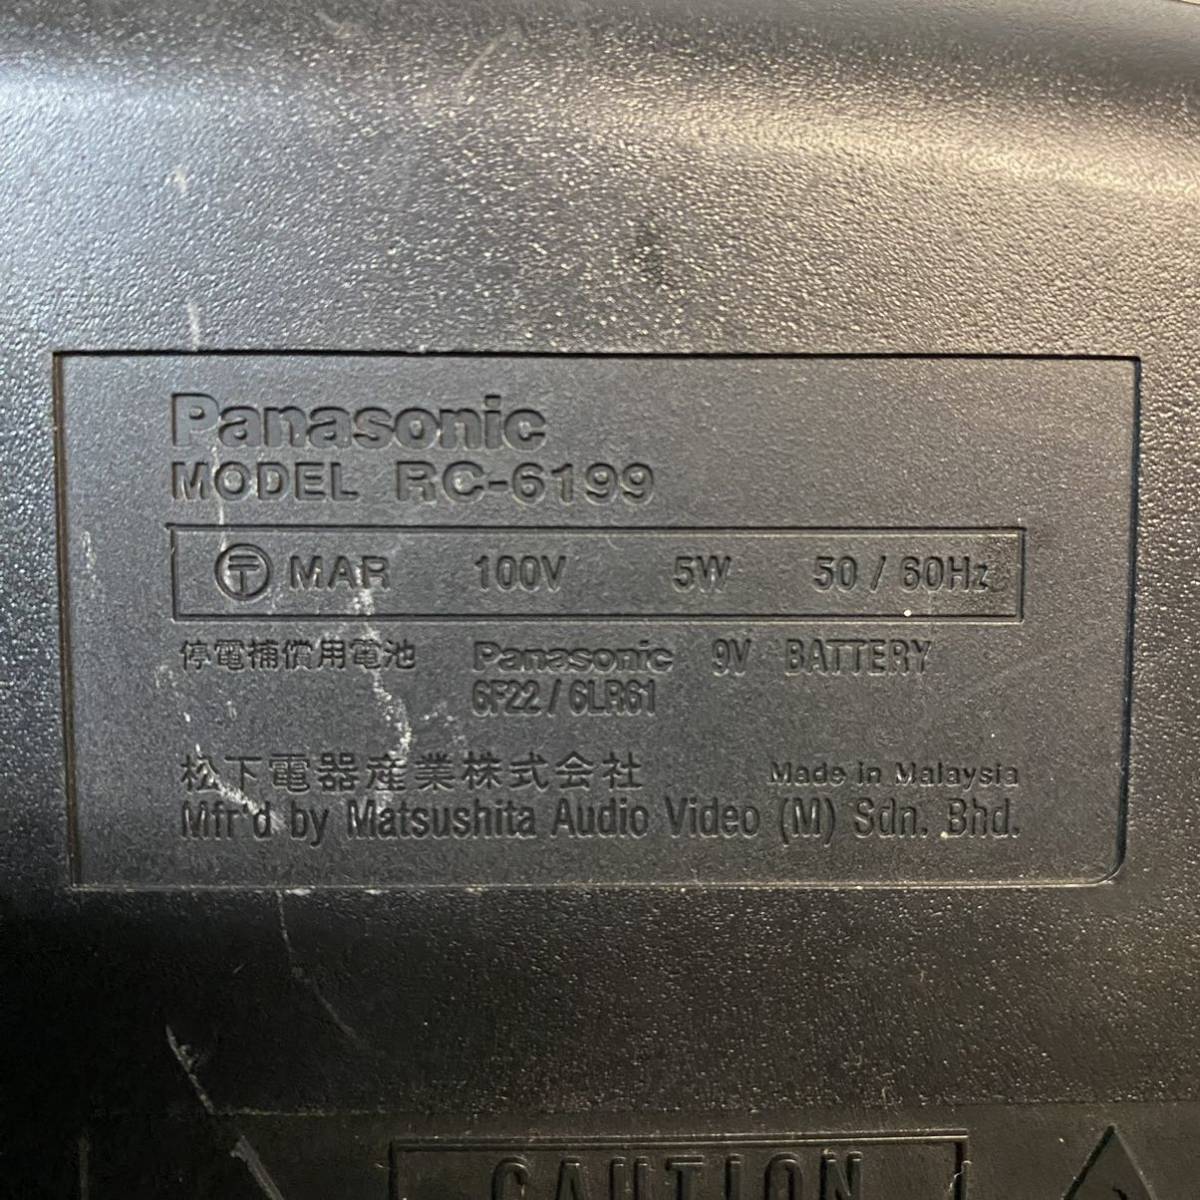 Panasonic
MODEL RC-6199
〒 MAR 100V 5W 50 / 60Hz
停電補償用電池 Panasonic 9V BATTERY
6F22 / 6LR61
松下電器産業株式会社 Made in Malaysia
Mfr'd by Matsushita Audio Video (M) Sdn. Bhd.
CAUTION